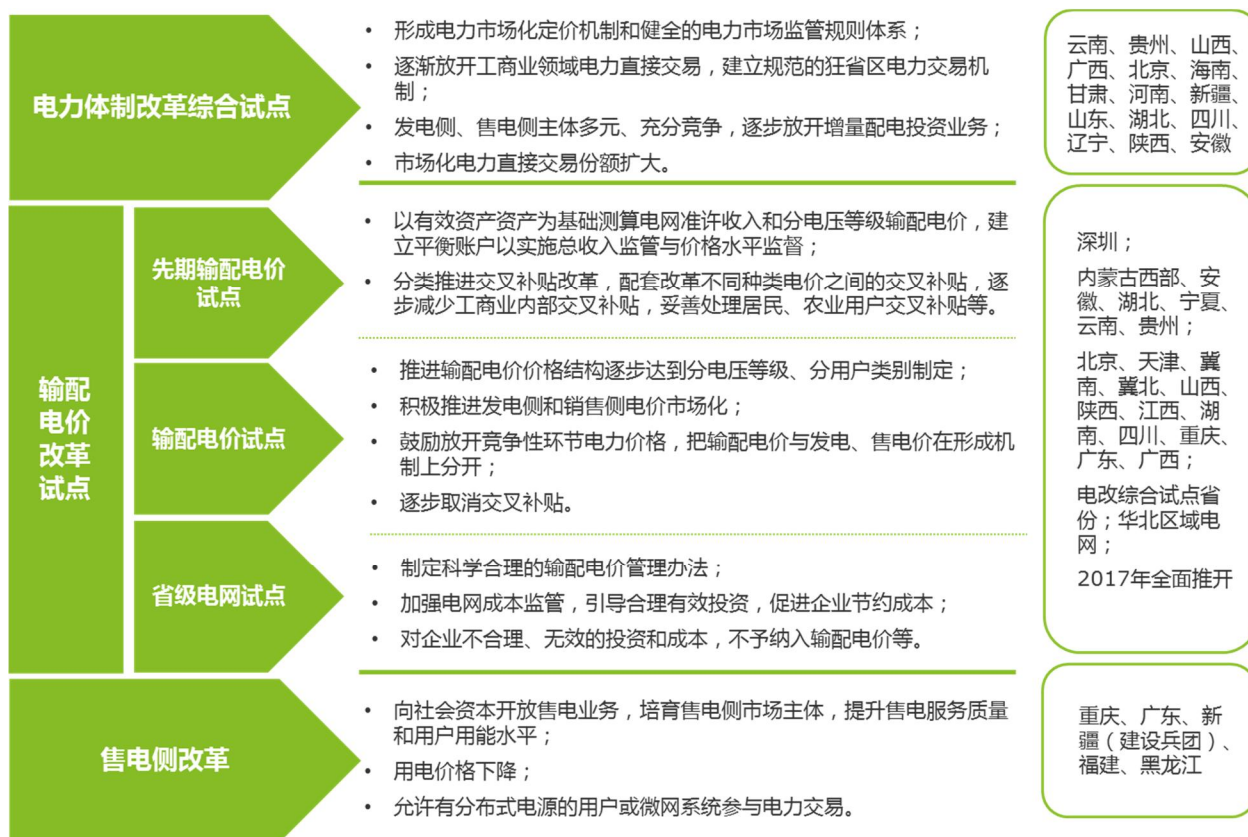 电力体制改革综合试点
• 形成电力市场化定价机制和健全的电力市场监管规则体系；
• 逐渐放开工商业领域电力直接交易，建立规范的狂省区电力交易机
制；
• 发电侧、售电侧主体多元、充分竞争，逐步放开增量配电投资业务；
• 市场化电力直接交易份额扩大。
云南、贵州、山西、
广西、北京、海南、
甘肃、河南、新疆、
山东、湖北、四川、
辽宁、陕西、安徽
输配
电价
改革
试点
先期输配电价
试点
• 以有效资产资产为基础测算电网准许收入和分电压等级输配电价，建
立平衡账户以实施总收入监管与价格水平监督；
• 分类推进交叉补贴改革，配套改革不同种类电价之间的交叉补贴，逐
步减少工商业内部交叉补贴，妥善处理居民、农业用户交叉补贴等。
输配电价试点
• 推进输配电价价格结构逐步达到分电压等级、分用户类别制定；
• 积极推进发电侧和销售侧电价市场化；
• 鼓励放开竞争性环节电力价格，把输配电价与发电、售电价在形成机
制上分开；
• 逐步取消交叉补贴。
省级电网试点
• 制定科学合理的输配电价管理办法；
• 加强电网成本监管，引导合理有效投资，促进企业节约成本；
• 对企业不合理、无效的投资和成本，不予纳入输配电价等。
深圳；
内蒙古西部、安
徽、湖北、宁夏、
云南、贵州；
北京、天津、冀
南、冀北、山西、
陕西、江西、湖
南、四川、重庆、
广东、广西；
电改综合试点省
份；华北区域电
网；
2017年全面推开
售电侧改革
• 向社会资本开放售电业务，培育售电侧市场主体，提升售电服务质量
和用户用能水平；
• 用电价格下降；
• 允许有分布式电源的用户或微网系统参与电力交易。
重庆、广东、新
疆（建设兵团）、
福建、黑龙江